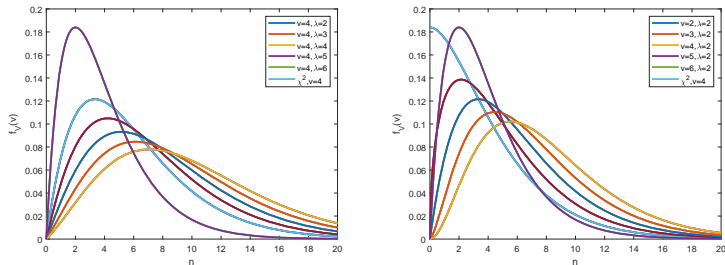 0.2
0.18
0.16
0.14
0.12
0.1
0.08
0.06
0.04
0.02
0
f_V(v)
0 2 4 6 8 10 12 14 16 18 20
n
v=4, λ=2
v=4, λ=3
v=4, λ=4
v=4, λ=5
v=4, λ=6
χ², v=4
0.2
0.18
0.16
0.14
0.12
0.1
0.08
0.06
0.04
0.02
0
f_V(v)
0 2 4 6 8 10 12 14 16 18 20
n
v=2, λ=2
v=3, λ=2
v=4, λ=2
v=5, λ=2
v=6, λ=2
χ², v=4